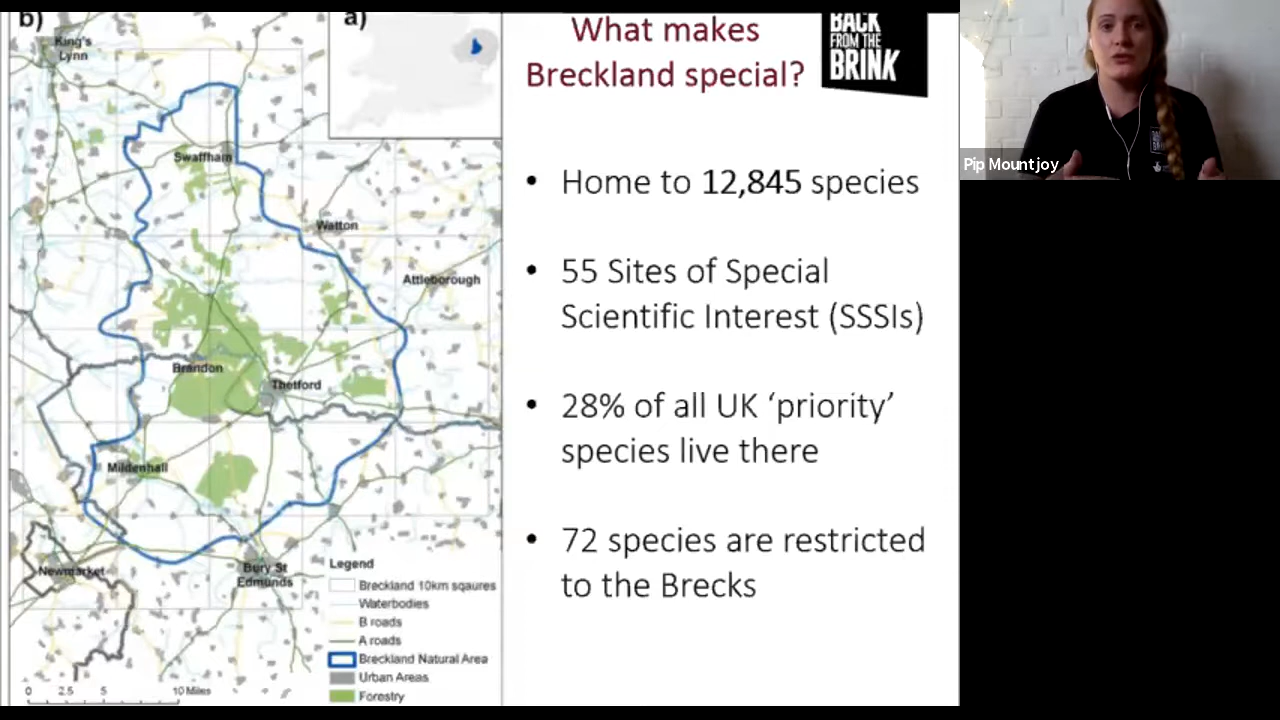 b)
a)
King's
Lynn
Swaffham
Watton
Attleborough
Brandon
Thetford
Mildenhall
Newmarket
Bury St
Edmunds
Legend
Breckland 10km sqaures
Waterbodies
B roads
A roads
Breckland Natural Area
Urban Areas
Forestry
0 2.5 5 10 Miles
What makes
Breckland special?
BACK
FROM THE
BRINK
• Home to 12,845 species
• 55 Sites of Special
Scientific Interest (SSSIs)
• 28% of all UK ‘priority’
species live there
• 72 species are restricted
to the Brecks
Pip Mountjoy